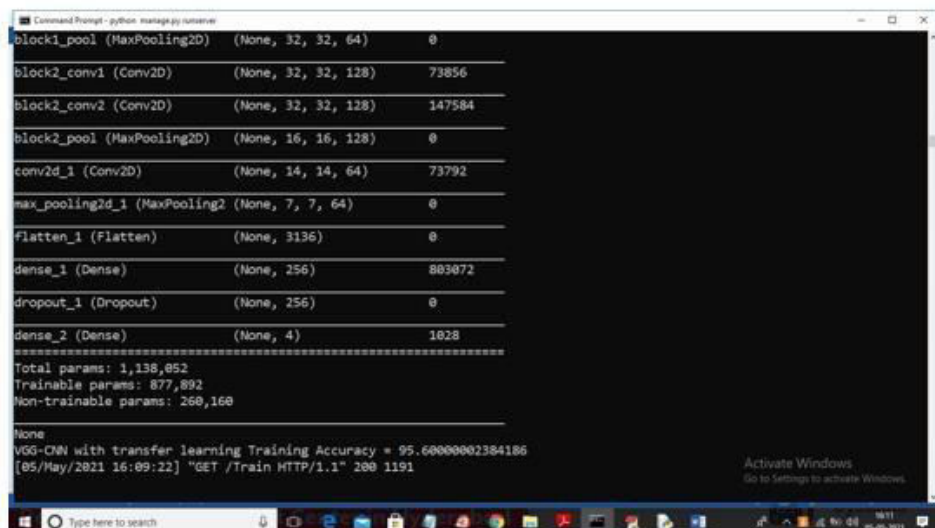 Command Prompt - python manage.py runserver
block1_pool (MaxPooling2D) (None, 32, 32, 64) 0
block2_conv1 (Conv2D) (None, 32, 32, 128) 73856
block2_conv2 (Conv2D) (None, 32, 32, 128) 147584
block2_pool (MaxPooling2D) (None, 16, 16, 128) 0
conv2d_1 (Conv2D) (None, 14, 14, 64) 73792
max_pooling2d_1 (MaxPooling2 (None, 7, 7, 64) 0
flatten_1 (Flatten) (None, 3136) 0
dense_1 (Dense) (None, 256) 803072
dropout_1 (Dropout) (None, 256) 0
dense_2 (Dense) (None, 4) 1028
Total params: 1,138,052
Trainable params: 877,892
Non-trainable params: 260,160
None
VGG-CNN with transfer learning Training Accuracy = 95.60000002384186
[05/May/2021 16:09:22] "GET /Train HTTP/1.1" 200 1191
Activate Windows
Go to Settings to activate Windows.
Type here to search
16:11